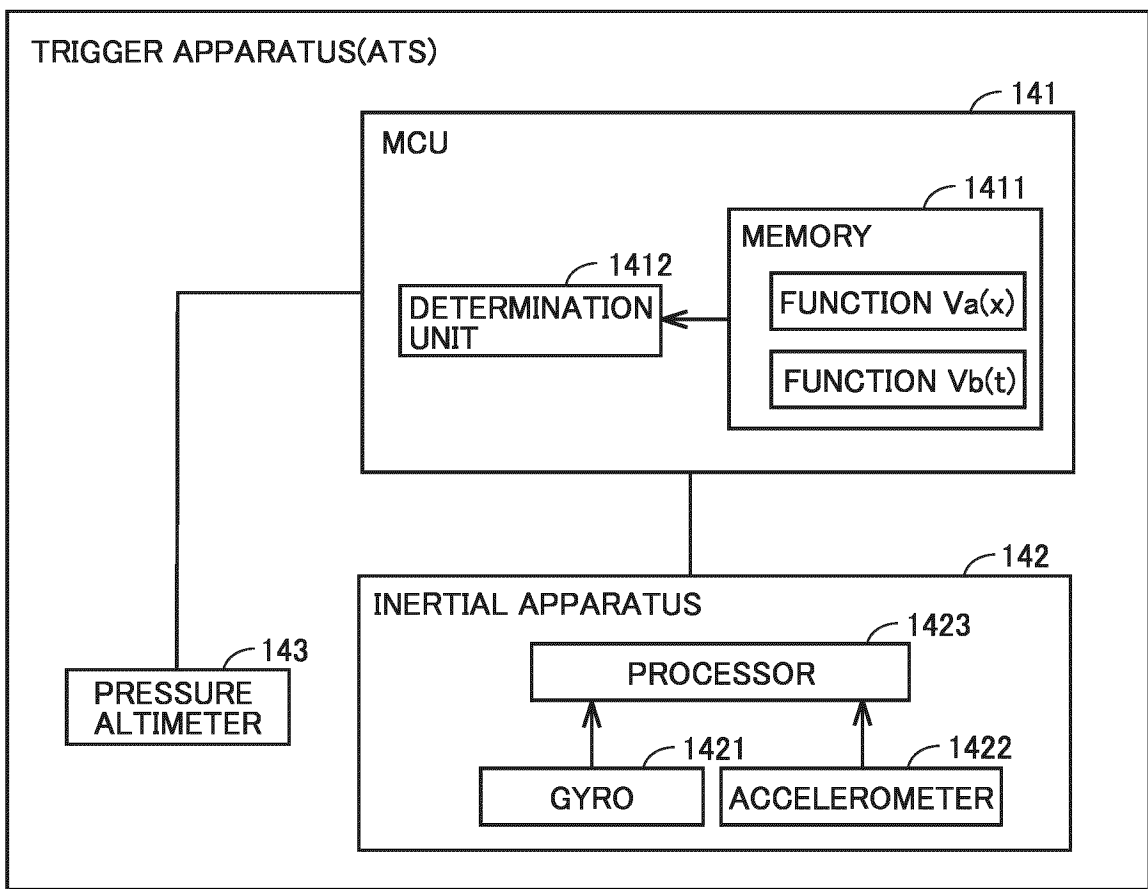 TRIGGER APPARATUS(ATS)
141
MCU
1411
MEMORY
1412
DETERMINATION
UNIT
FUNCTION Va(x)
FUNCTION Vb(t)
142
INERTIAL APPARATUS
1423
PROCESSOR
143
PRESSURE
ALTIMETER
1421
GYRO
1422
ACCELEROMETER